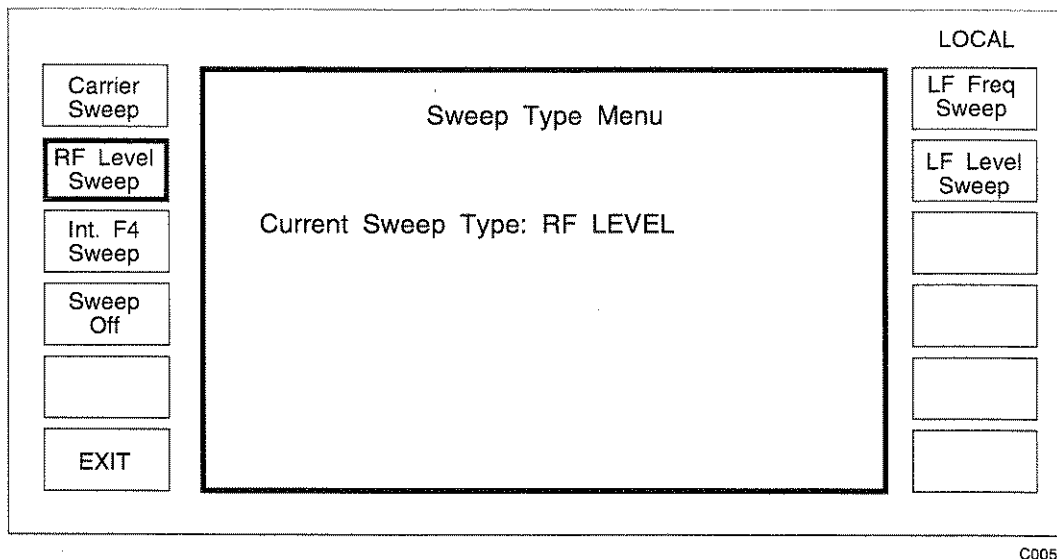 LOCAL
Carrier
Sweep
RF Level
Sweep
Int. F4
Sweep
Sweep
Off
EXIT
Sweep Type Menu
Current Sweep Type: RF LEVEL
LF Freq
Sweep
LF Level
Sweep
C005